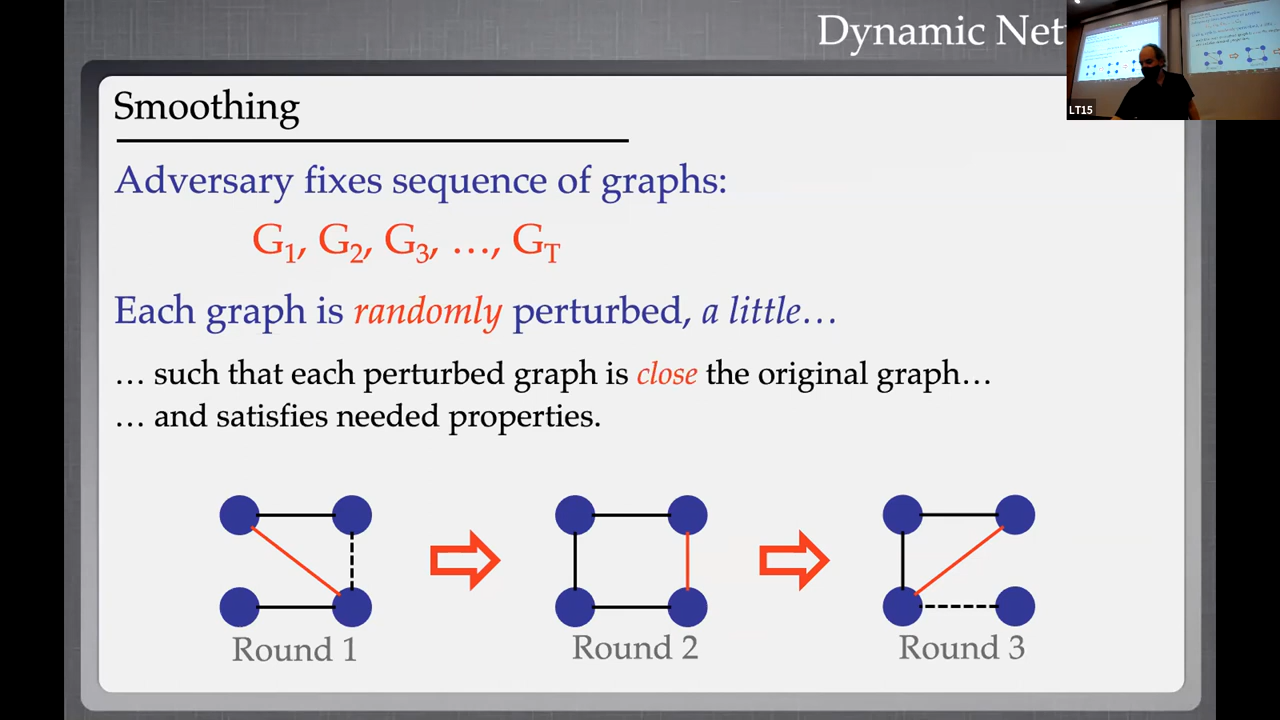 Dynamic Net
LT15
Smoothing
Adversary fixes sequence of graphs:
G₁, G₂, G₃, …, G_T
Each graph is randomly perturbed, a little…
… such that each perturbed graph is close the original graph…
… and satisfies needed properties.
Round 1
Round 2
Round 3